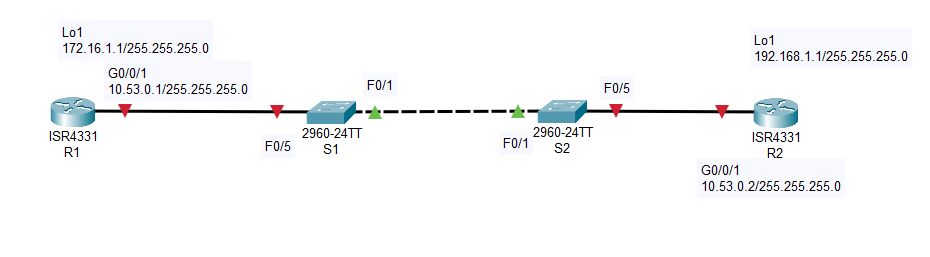 Lo1
172.16.1.1/255.255.255.0
G0/0/1
10.53.0.1/255.255.255.0
ISR4331
R1
F0/5
2960-24TT
S1
F0/1
F0/1
2960-24TT
S2
F0/5
Lo1
192.168.1.1/255.255.255.0
ISR4331
R2
G0/0/1
10.53.0.2/255.255.255.0